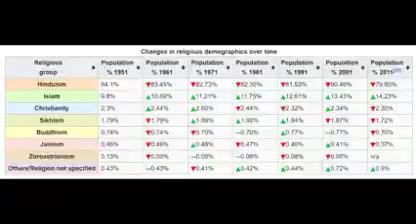 Changes in religious demographics over time
Religious group Population % 1951 Population % 1961 Population % 1971 Population % 1981 Population % 1991 Population % 2001 Population % 2011
Hinduism 84.1% ▼83.45% ▼82.73% ▼82.30% ▼81.53% ▼80.46% ▼79.80%
Islam 9.8% ▲10.69% ▲11.21% ▲11.75% ▲12.61% ▲13.43% ▲14.23%
Christianity 2.3% ▲2.44% ▲2.60% ▼2.44% ▼2.32% ▲2.34% ▼2.30%
Sikhism 1.79% ▼1.79% ▲1.89% ▲1.92% ▲1.94% ▼1.87% ▼1.72%
Buddhism 0.74% ▼0.74% ▼0.70% –0.70% ▲0.77% –0.77% ▼0.70%
Jainism 0.46% ▼0.46% ▲0.48% ▼0.47% ▼0.40% ▲0.41% ▼0.37%
Zoroastrianism 0.13% ▼0.09% –0.09% –0.09% ▼0.08% ▼0.06% n/a
Others/Religion not specified 0.43% –0.43% ▼0.41% ▲0.42% ▲0.44% ▲0.72% ▲0.9%